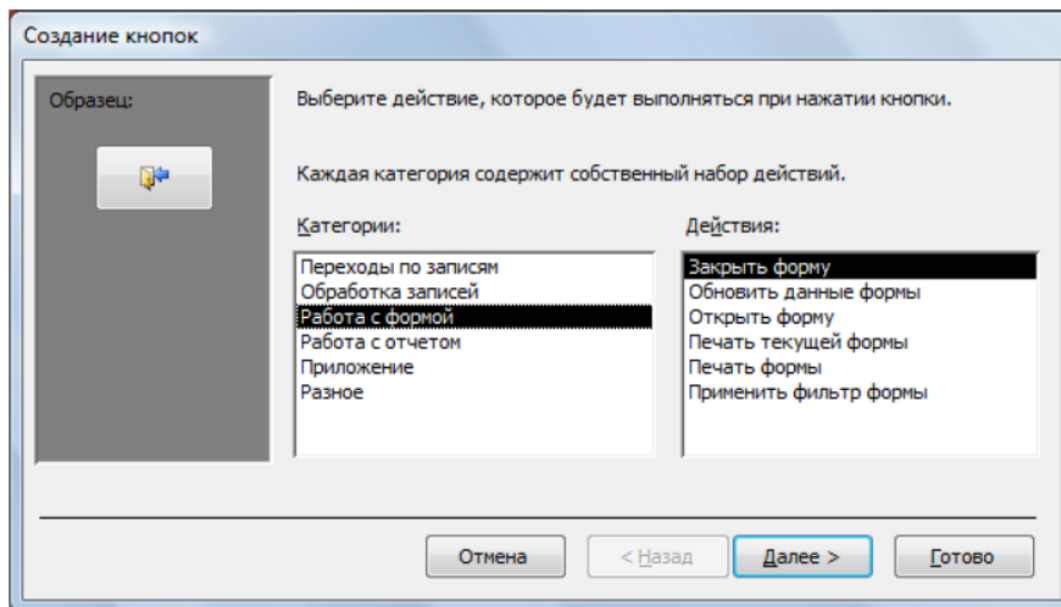 Создание кнопок
Образец:
Выберите действие, которое будет выполняться при нажатии кнопки.
Каждая категория содержит собственный набор действий.
Категории:
Переходы по записям
Обработка записей
Работа с формой
Работа с отчетом
Приложение
Разное
Действия:
Закрыть форму
Обновить данные формы
Открыть форму
Печать текущей формы
Печать формы
Применить фильтр формы
Отмена
< Назад
Далее >
Готово